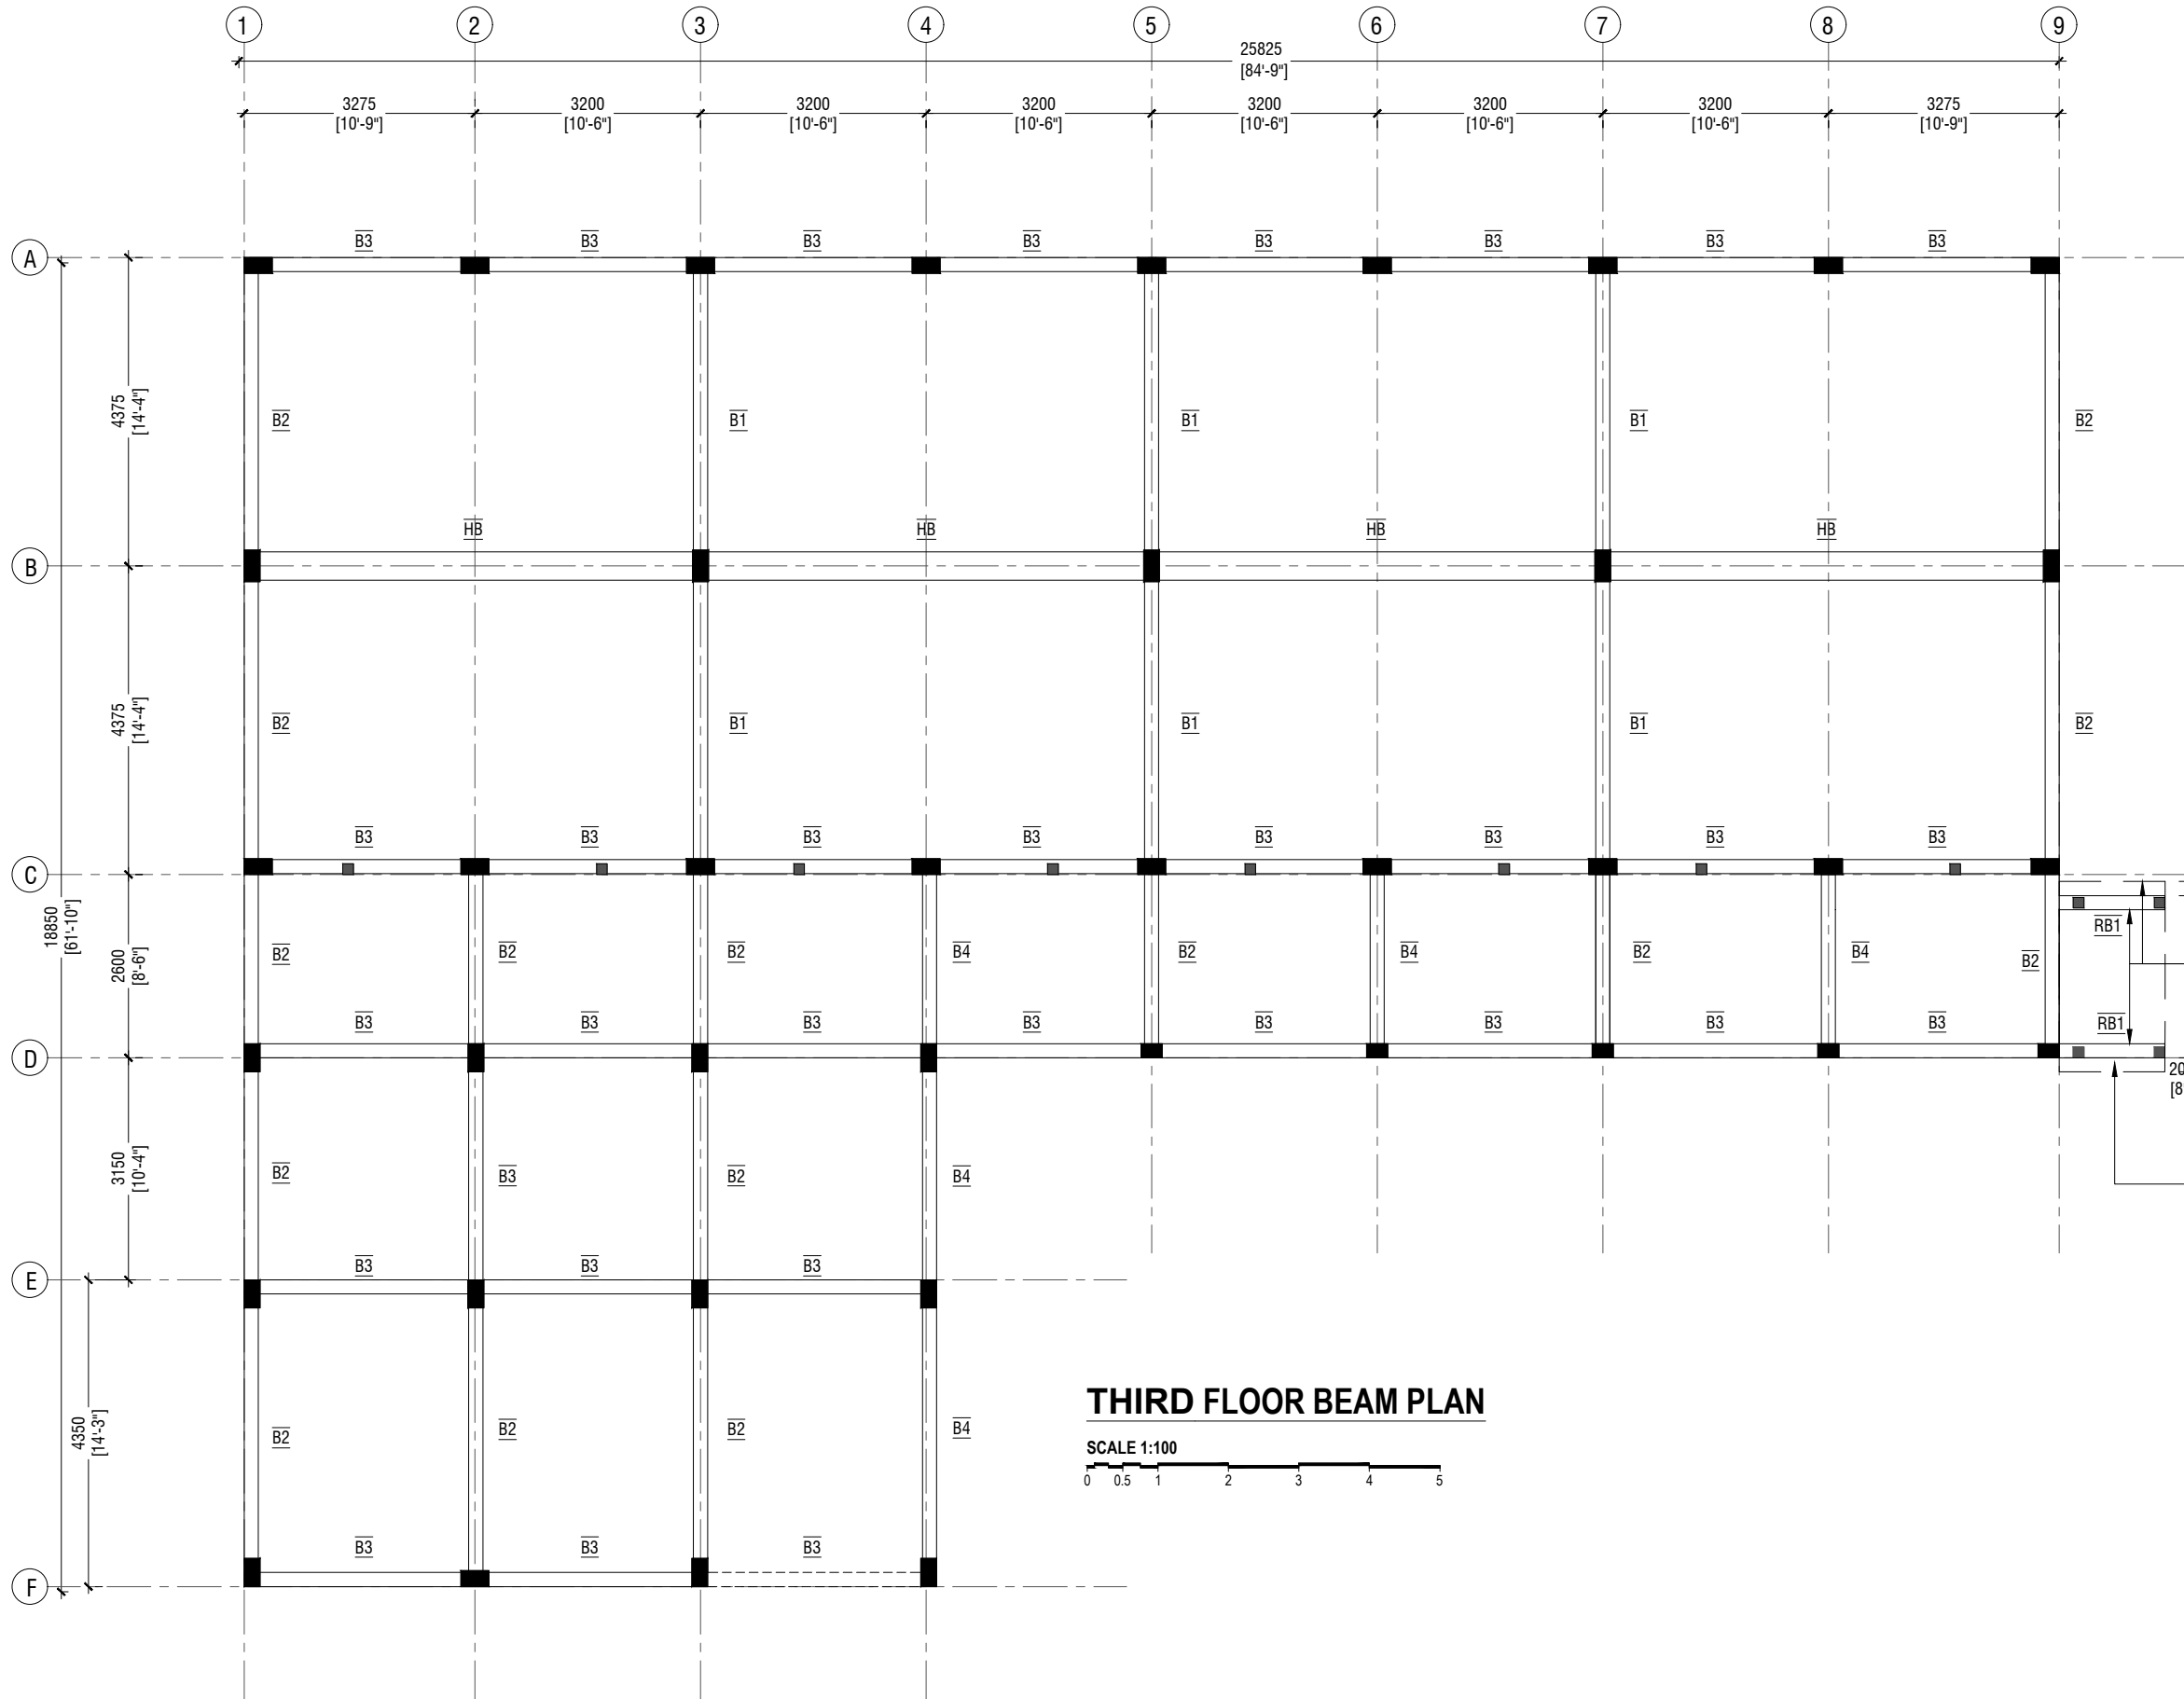 1 2 3 4 5 6 7 8 9
25825
[84'-9"]
3275 3200 3200 3200 3200 3200 3200 3275
[10'-9"] [10'-6"] [10'-6"] [10'-6"] [10'-6"] [10'-6"] [10'-6"] [10'-9"]
B3 B3 B3 B3 B3 B3 B3 B3
A
4375
[14'-4"]
B2 B1 B1 B1 B2
HB HB HB HB
B
4375
[14'-4"]
B2 B1 B1 B1 B2
B3 B3 B3 B3 B3 B3 B3 B3
C
18850
[61'-10"]
2600
[8'-6"]
RB1
B2 B2 B2 B4 B2 B4 B2 B4 B2
B3 B3 B3 B3 B3 B3 B3 B3 RB1
D
20
[8
3150
[10'-4"]
B2 B3 B2 B4
B3 B3 B3
E
4350
[14'-3"]
B2 B2 B2 B4
THIRD FLOOR BEAM PLAN
SCALE 1:100
0 0.5 1 2 3 4 5
B3 B3 B3
F